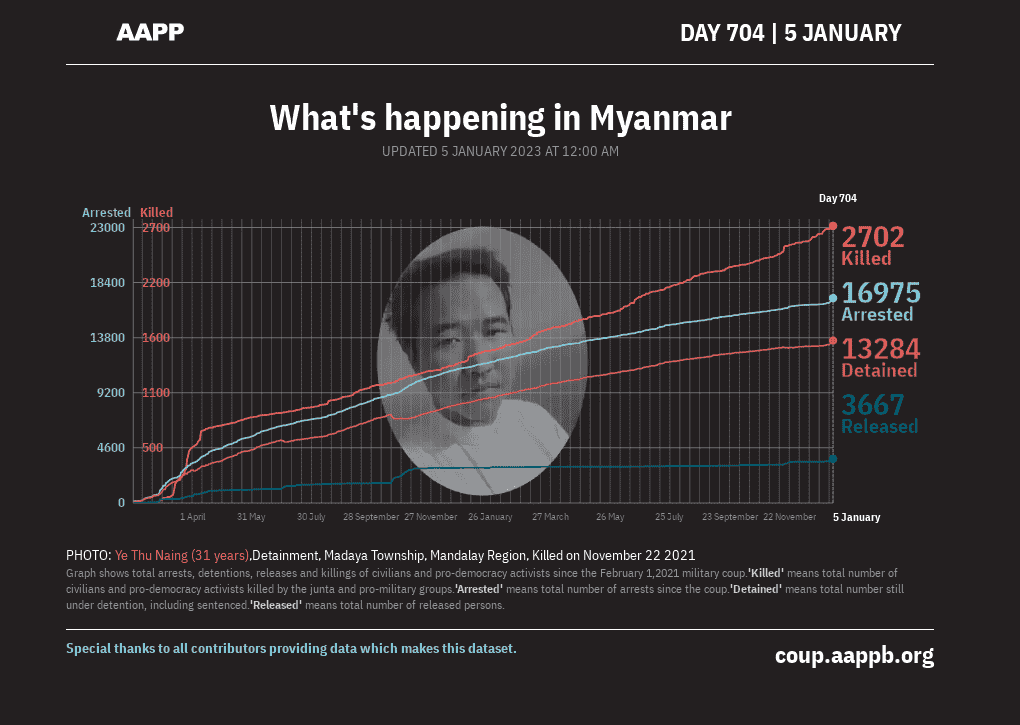 AAPP
DAY 704 | 5 JANUARY
What's happening in Myanmar
UPDATED 5 JANUARY 2023 AT 12:00 AM
Day 704
Arrested Killed
23000 2700
18400 2200
13800 1600
9200 1100
4600 500
0
2702
Killed
16975
Arrested
13284
Detained
3667
Released
1 April 31 May 30 July 28 September 27 November 26 January 27 March 26 May 25 July 23 September 22 November 5 January
PHOTO: Ye Thu Naing (31 years),Detainment, Madaya Township, Mandalay Region, Killed on November 22 2021
Graph shows total arrests, detentions, releases and killings of civilians and pro-democracy activists since the February 1,2021 military coup.'Killed' means total number of
civilians and pro-democracy activists killed by the junta and pro-military groups.'Arrested' means total number of arrests since the coup.'Detained' means total number still
under detention, including sentenced.'Released' means total number of released persons.
Special thanks to all contributors providing data which makes this dataset.
coup.aappb.org